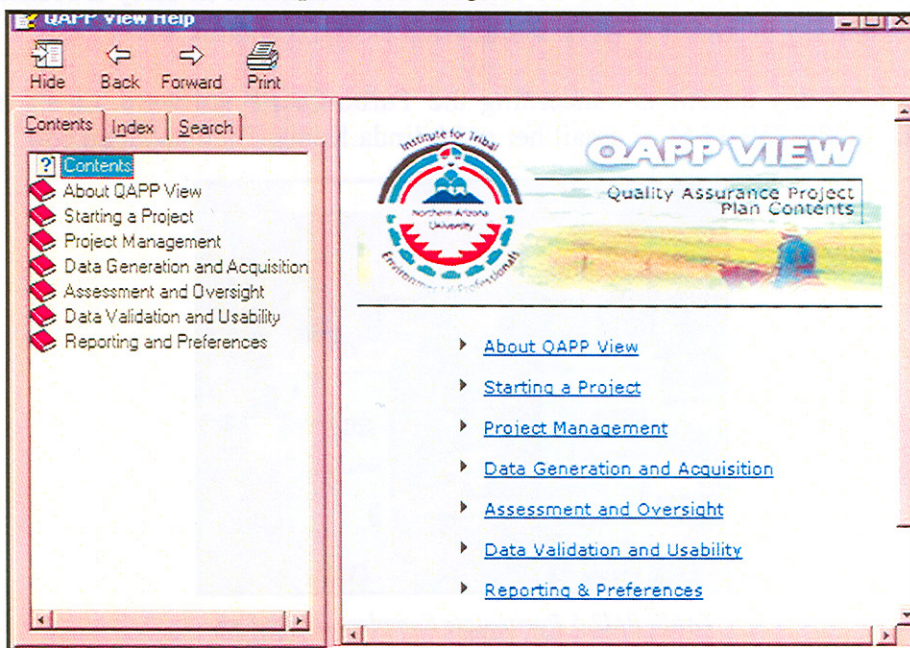 QAPP View Help
Hide Back Forward Print
Contents Index Search
Contents
About QAPP View
Starting a Project
Project Management
Data Generation and Acquisition
Assessment and Oversight
Data Validation and Usability
Reporting and Preferences
Institute for Tribal
Northern Arizona
University
Environmental Professionals
QAPP VIEW
Quality Assurance Project
Plan Contents
About QAPP View
Starting a Project
Project Management
Data Generation and Acquisition
Assessment and Oversight
Data Validation and Usability
Reporting & Preferences